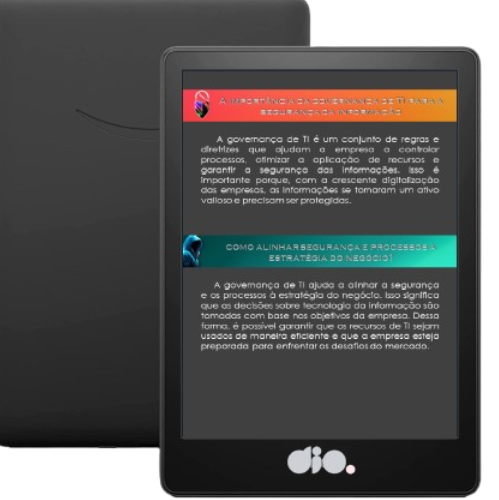 A IMPORTÂNCIA DA GOVERNANÇA DE TI PARA A
SEGURANÇA DA INFORMAÇÃO
A governança de TI é um conjunto de regras e
diretrizes que ajudam a empresa a controlar
processos, otimizar a aplicação de recursos e
garantir a segurança das informações. Isso é
importante porque, com a crescente digitalização
das empresas, as informações se tornaram um ativo
valioso e precisam ser protegidas.
COMO ALINHAR SEGURANÇA E PROCESSOS A
ESTRATÉGIA DO NEGÓCIO?
A governança de TI ajuda a alinhar a segurança
e os processos à estratégia do negócio. Isso significa
que as decisões sobre tecnologia da informação são
tomadas com base nos objetivos da empresa. Dessa
forma, é possível garantir que os recursos de TI sejam
usados de maneira eficiente e que a empresa esteja
preparada para enfrentar os desafios do mercado.
dio.